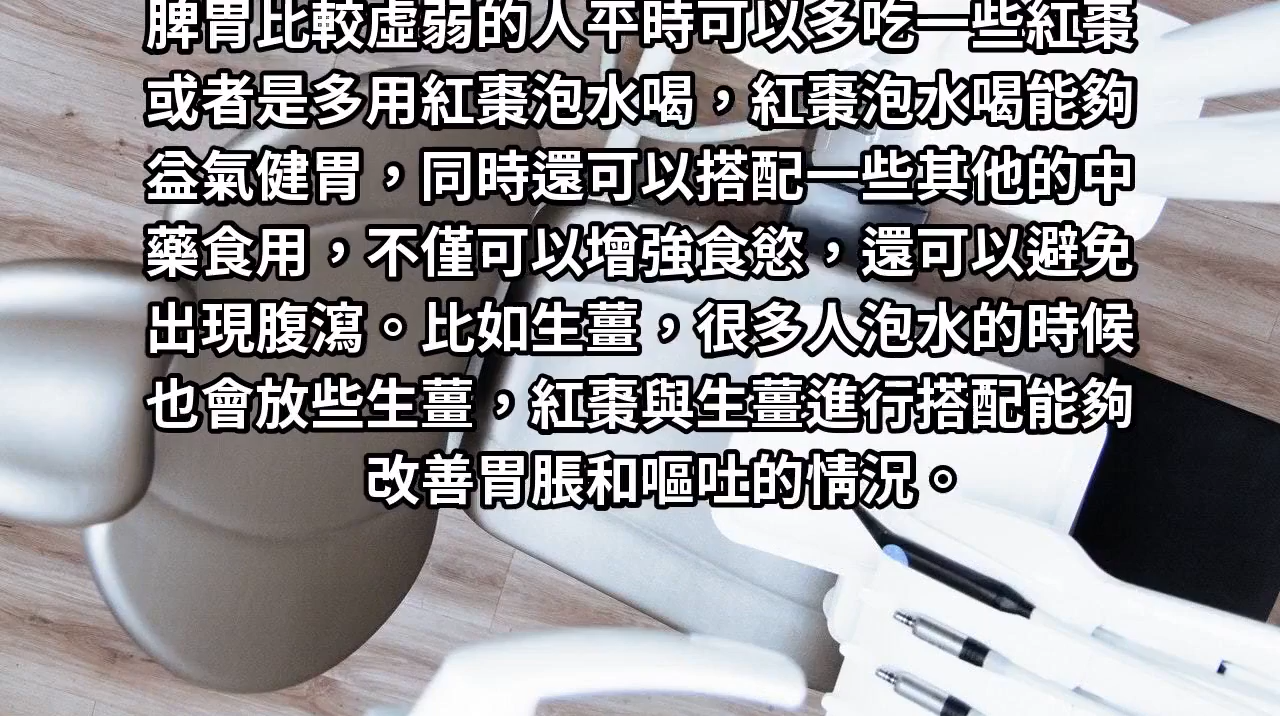 脾胃比較虛弱的人平時可以多吃一些紅棗
或者是多用紅棗泡水喝，紅棗泡水喝能夠
益氣健胃，同時還可以搭配一些其他的中
藥食用，不僅可以增強食慾，還可以避免
出現腹瀉。比如生薑，很多人泡水的時候
也會放些生薑，紅棗與生薑進行搭配能夠
改善胃脹和嘔吐的情況。